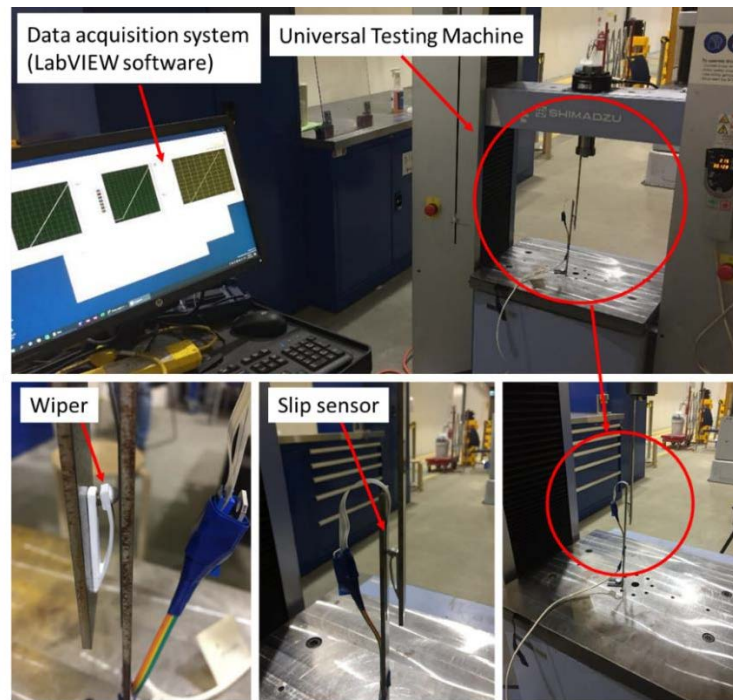 Data acquisition system
(LabVIEW software)
Universal Testing Machine
SHIMADZU
Wiper
Slip sensor